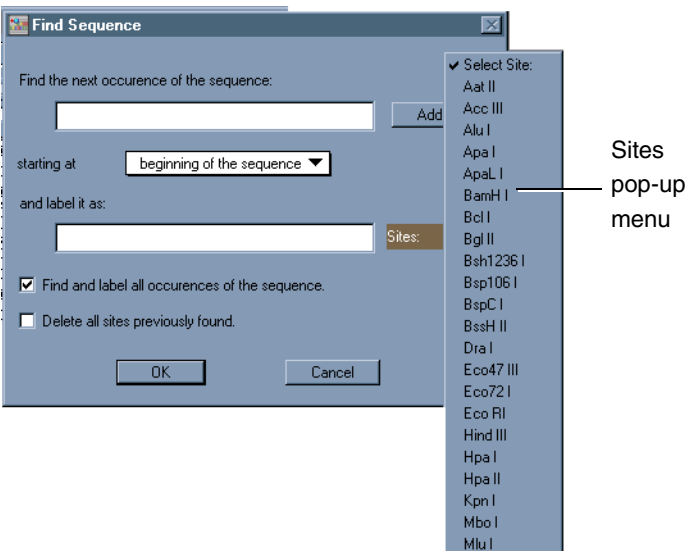 Find Sequence
Find the next occurence of the sequence:
Add
starting at
beginning of the sequence
and label it as:
Sites:
Find and label all occurences of the sequence.
Delete all sites previously found.
OK
Cancel
Select Site:
Aat II
Acc III
Alu I
Apa I
ApaL I
BamH I
Bcl I
Bgl II
Bsh1236 I
Bsp106 I
BspC I
BssH II
Dra I
Eco47 III
Eco72 I
Eco RI
Hind III
Hpa I
Hpa II
Kpn I
Mbo I
Mlu I
Sites
pop-up
menu